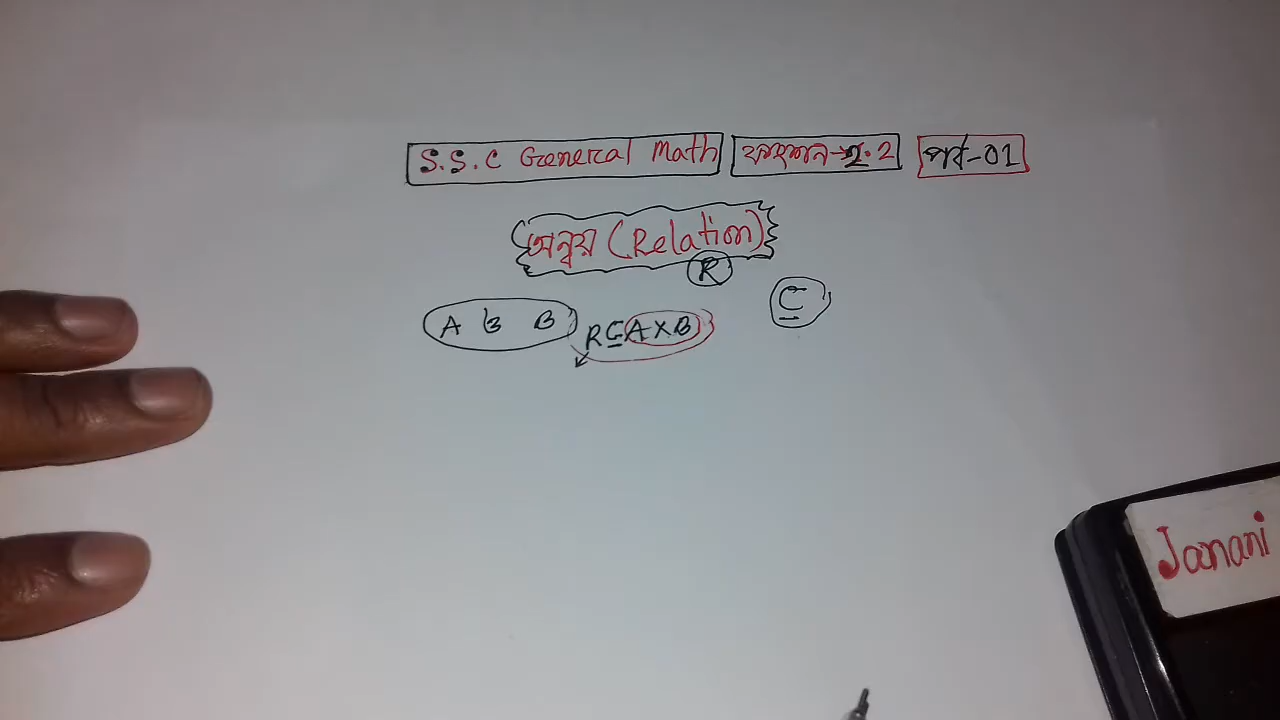 S.S.C General Math অনুশীলন→2.2 পর্ব-01
অন্বয় (Relation)
R
A ও B R⊆A×B ⊆
Janani